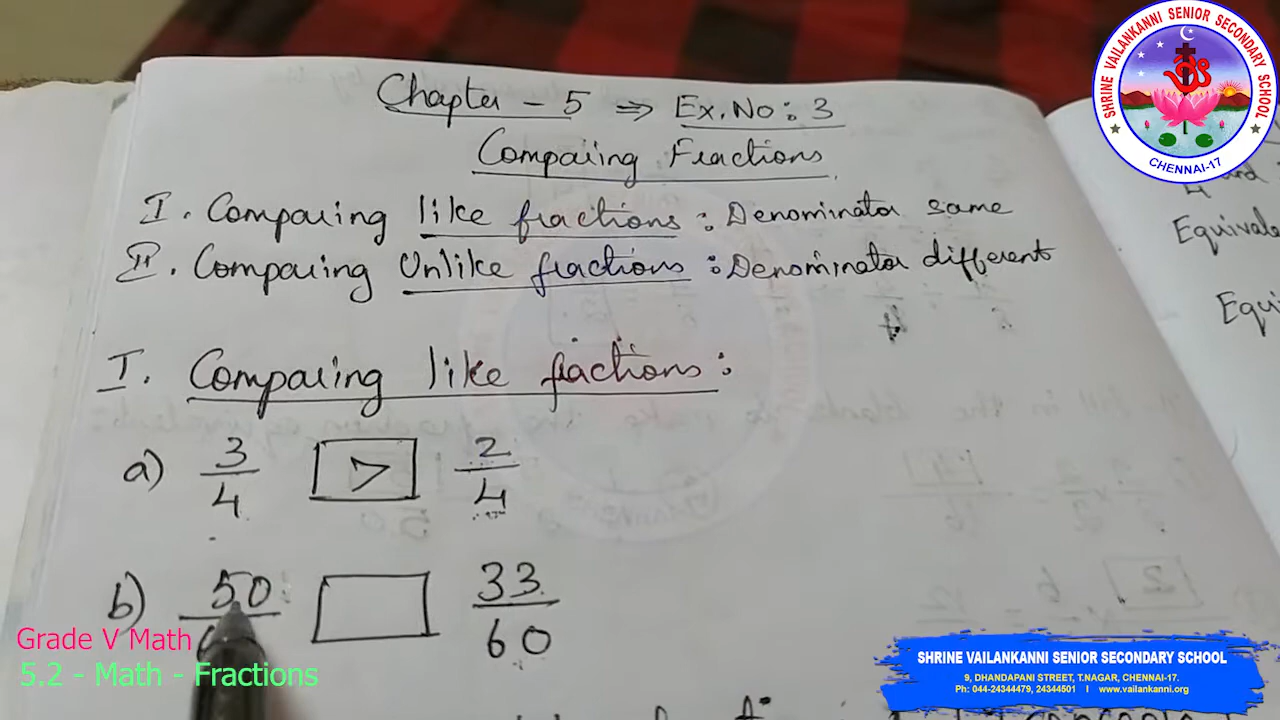 Chapter - 5 ⇒ Ex.No: 3
Comparing Fractions
I. Comparing like fractions : Denominator same
II. Comparing Unlike fractions : Denominator different
I. Comparing like fractions :
a) 3/4 > 2/4
b) 50 33/60
and
4
Equivale
Equi
Grade V Math
5.2 - Math - Fractions
SHRINE VAILANKANNI SENIOR SECONDARY SCHOOL
CHENNAI-17
SHRINE VAILANKANNI SENIOR SECONDARY SCHOOL
9, DHANDAPANI STREET, T.NAGAR, CHENNAI-17.
Ph: 044-24344479, 24344501 I www.vailankanni.org